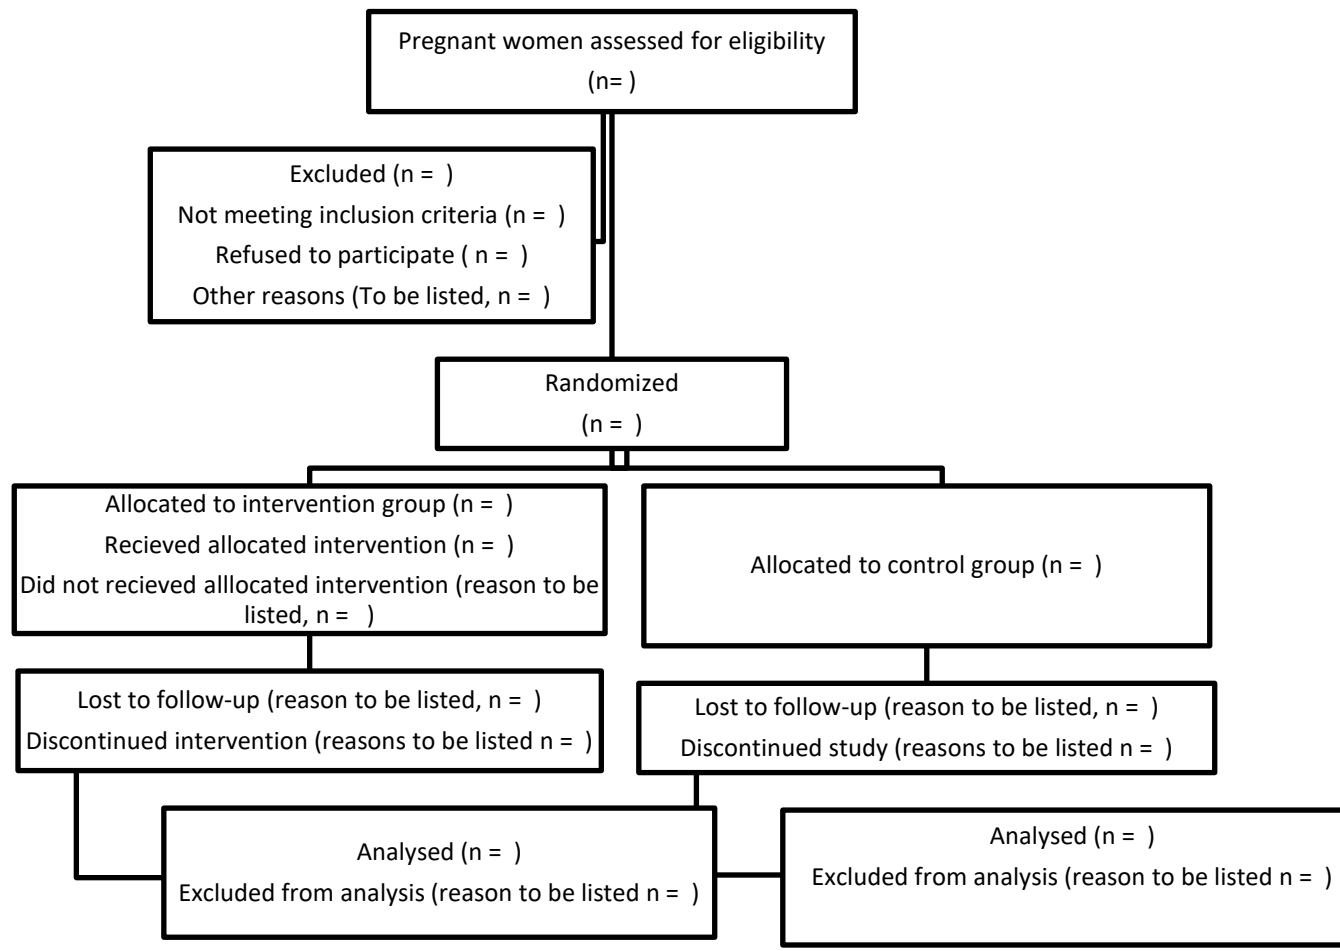 Pregnant women assessed for eligibility
(n= )
Excluded (n =  )
Not meeting inclusion criteria (n =  )
Refused to participate ( n =  )
Other reasons (To be listed, n =  )
Randomized
(n =  )
Allocated to intervention group (n =  )
Recieved allocated intervention (n =  )
Did not recieved alllocated intervention (reason to be
listed, n =   )
Allocated to control group (n =  )
Lost to follow-up (reason to be listed, n =  )
Discontinued intervention (reasons to be listed n =  )
Lost to follow-up (reason to be listed, n =  )
Discontinued study (reasons to be listed n =  )
Analysed (n =  )
Excluded from analysis (reason to be listed n =  )
Analysed (n =  )
Excluded from analysis (reason to be listed n =  )